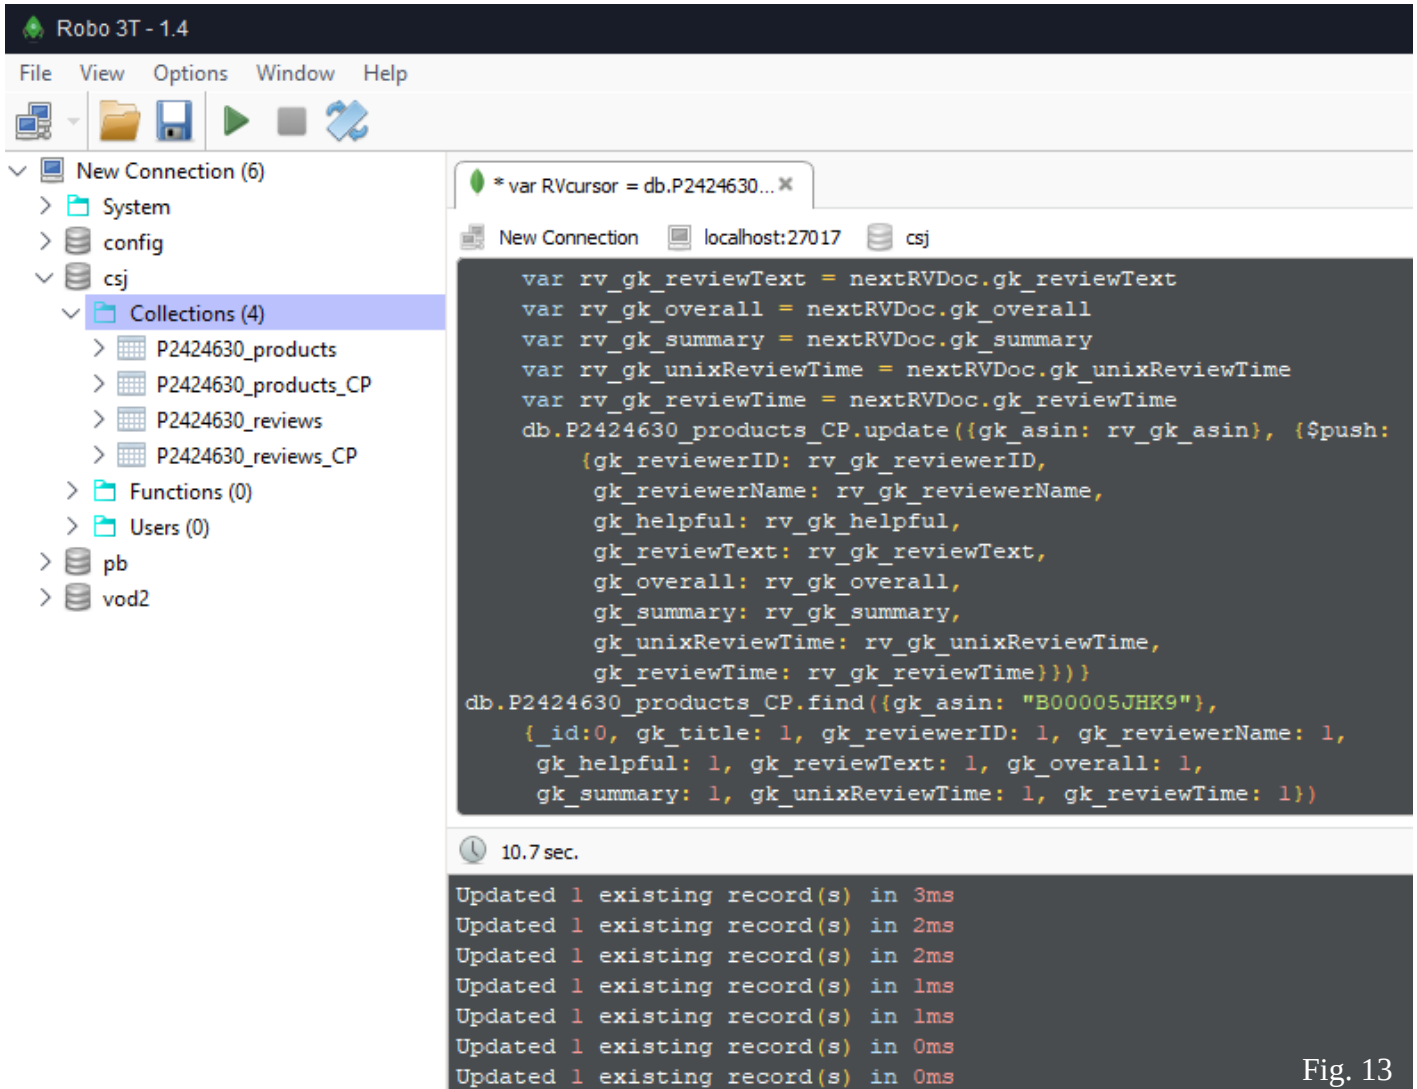 Robo 3T - 1.4
File View Options Window Help
New Connection (6)
System
config
csj
Collections (4)
P2424630_products
P2424630_products_CP
P2424630_reviews
P2424630_reviews_CP
Functions (0)
Users (0)
pb
vod2
* var RVcursor = db.P2424630...
New Connection localhost:27017 csj
var rv_gk_reviewText = nextRVDoc.gk_reviewText
var rv_gk_overall = nextRVDoc.gk_overall
var rv_gk_summary = nextRVDoc.gk_summary
var rv_gk_unixReviewTime = nextRVDoc.gk_unixReviewTime
var rv_gk_reviewTime = nextRVDoc.gk_reviewTime
db.P2424630_products_CP.update({gk_asin: rv_gk_asin}, {$push:
{gk_reviewerID: rv_gk_reviewerID,
gk_reviewerName: rv_gk_reviewerName,
gk_helpful: rv_gk_helpful,
gk_reviewText: rv_gk_reviewText,
gk_overall: rv_gk_overall,
gk_summary: rv_gk_summary,
gk_unixReviewTime: rv_gk_unixReviewTime,
gk_reviewTime: rv_gk_reviewTime}})}
db.P2424630_products_CP.find({gk_asin: "B00005JHK9"},
{_id:0, gk_title: 1, gk_reviewerID: 1, gk_reviewerName: 1,
gk_helpful: 1, gk_reviewText: 1, gk_overall: 1,
gk_summary: 1, gk_unixReviewTime: 1, gk_reviewTime: 1})
10.7 sec.
Updated 1 existing record(s) in 3ms
Updated 1 existing record(s) in 2ms
Updated 1 existing record(s) in 2ms
Updated 1 existing record(s) in 1ms
Updated 1 existing record(s) in 1ms
Updated 1 existing record(s) in 0ms
Updated 1 existing record(s) in 0ms
Fig. 13